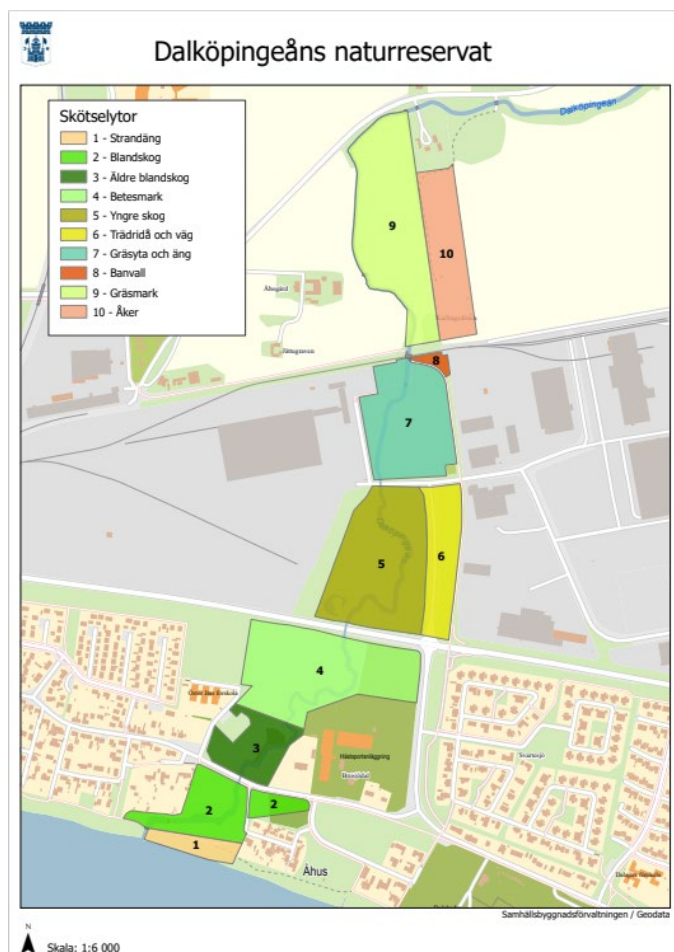 Dalköpingeåns naturreservat
Dalköpingeån
Skötselytor
1 - Strandäng
2 - Blandskog
3 - Äldre blandskog
4 - Betesmark
5 - Yngre skog
6 - Trädridå och väg
7 - Gräsyta och äng
8 - Banvall
9 - Gräsmark
10 - Åker
9
10
8
7
5
6
4
3
2
2
1
Hästsportanläggning
Svartasjö
Åhus
Samhällsbyggnadsförvaltningen / Geodata
N
Skala: 1:6 000